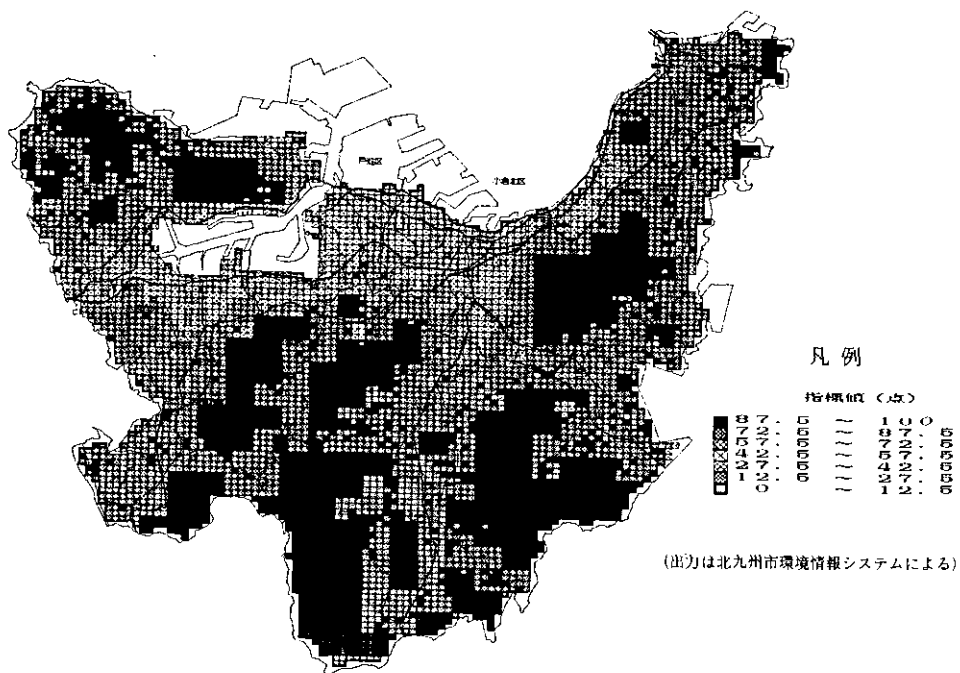 戸畑区
小倉北区
凡例
指標値（点）
87.5 ～ 100
72.5 ～ 87.5
57.5 ～ 72.5
42.5 ～ 57.5
27.5 ～ 42.5
12.5 ～ 27.5
0 ～ 12.5
(出力は北九州市環境情報システムによる)